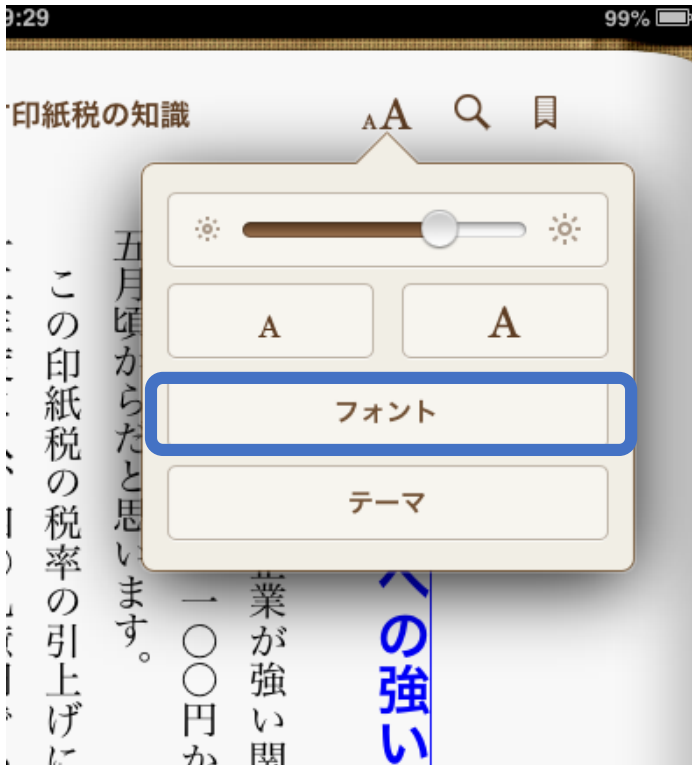 9:29
99%
印紙税の知識
AA
A
A
フォント
テーマ
への強い
企業が強い関
一〇〇円か
五月頃からだと思います。
この印紙税の税率の引上げに